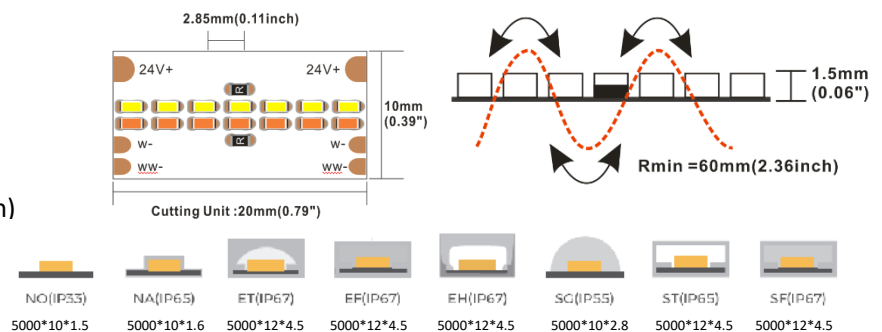 2.85mm(0.11inch)
24V+ 24V+
R
10mm
(0.39")
R
W- W-
WW- WW-
Cutting Unit :20mm(0.79")
1.5mm
(0.06")
Rmin =60mm(2.36inch)
)
NO(IP33) NA(IP65) ET(IP67) EF(IP67) EH(IP67) SG(IP55) ST(IP65) SF(IP67)
5000*10*1.5 5000*10*1.6 5000*12*4.5 5000*12*4.5 5000*12*4.5 5000*10*2.8 5000*12*4.5 5000*12*4.5